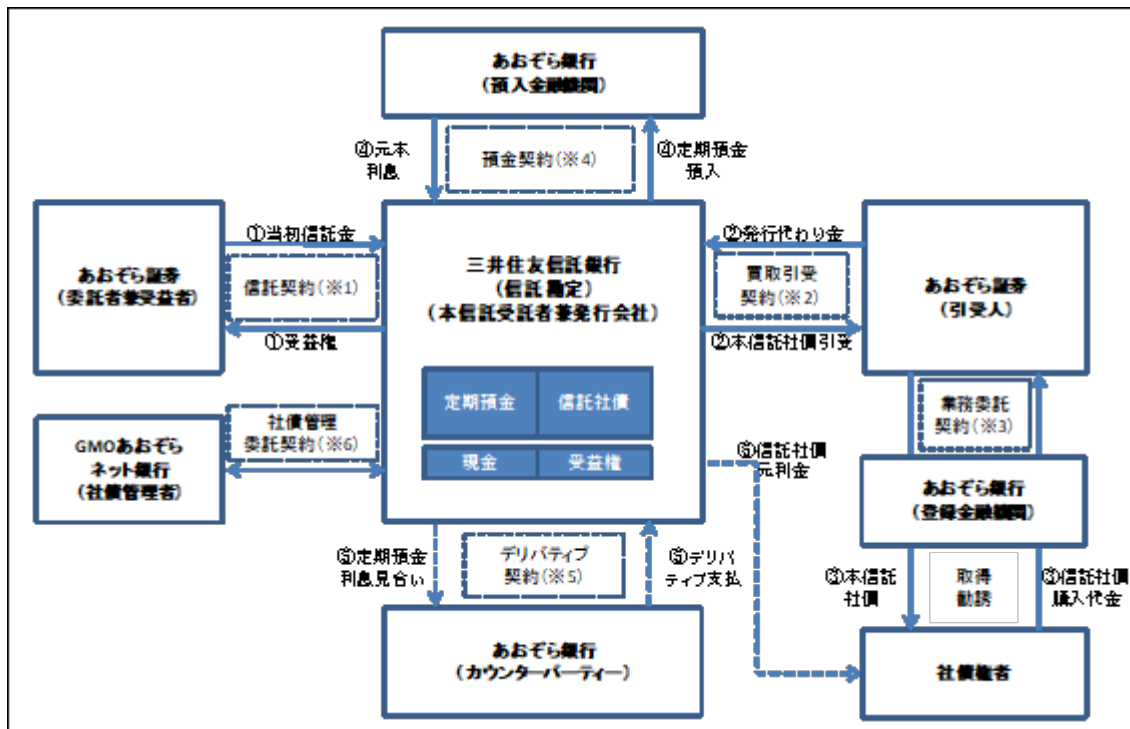 あおぞら銀行
(預入金融機関)
④元本
利息
預金契約(※4)
④定期預金
預入
あおぞら証券
(委託者兼受益者)
①当初信託金
信託契約(※1)
①受益権
三井住友信託銀行
(信託勘定)
(本信託受託者兼発行会社)
定期預金
信託社債
現金
受益権
②発行代わり金
買取引受
契約(※2)
②本信託社債引受
あおぞら証券
(引受人)
GMOあおぞら
ネット銀行
(社債管理者)
社債管理
委託契約(※6)
業務委託
契約(※3)
⑥信託社債
元利金
あおぞら銀行
(登録金融機関)
⑤定期預金
利息見合い
デリバティブ
契約(※5)
⑤デリバ
ティブ支払
③本信託
社債
取得
勧誘
③信託社債
購入代金
あおぞら銀行
(カウンターパーティー)
社債権者